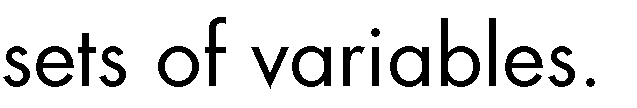 sets of variables.